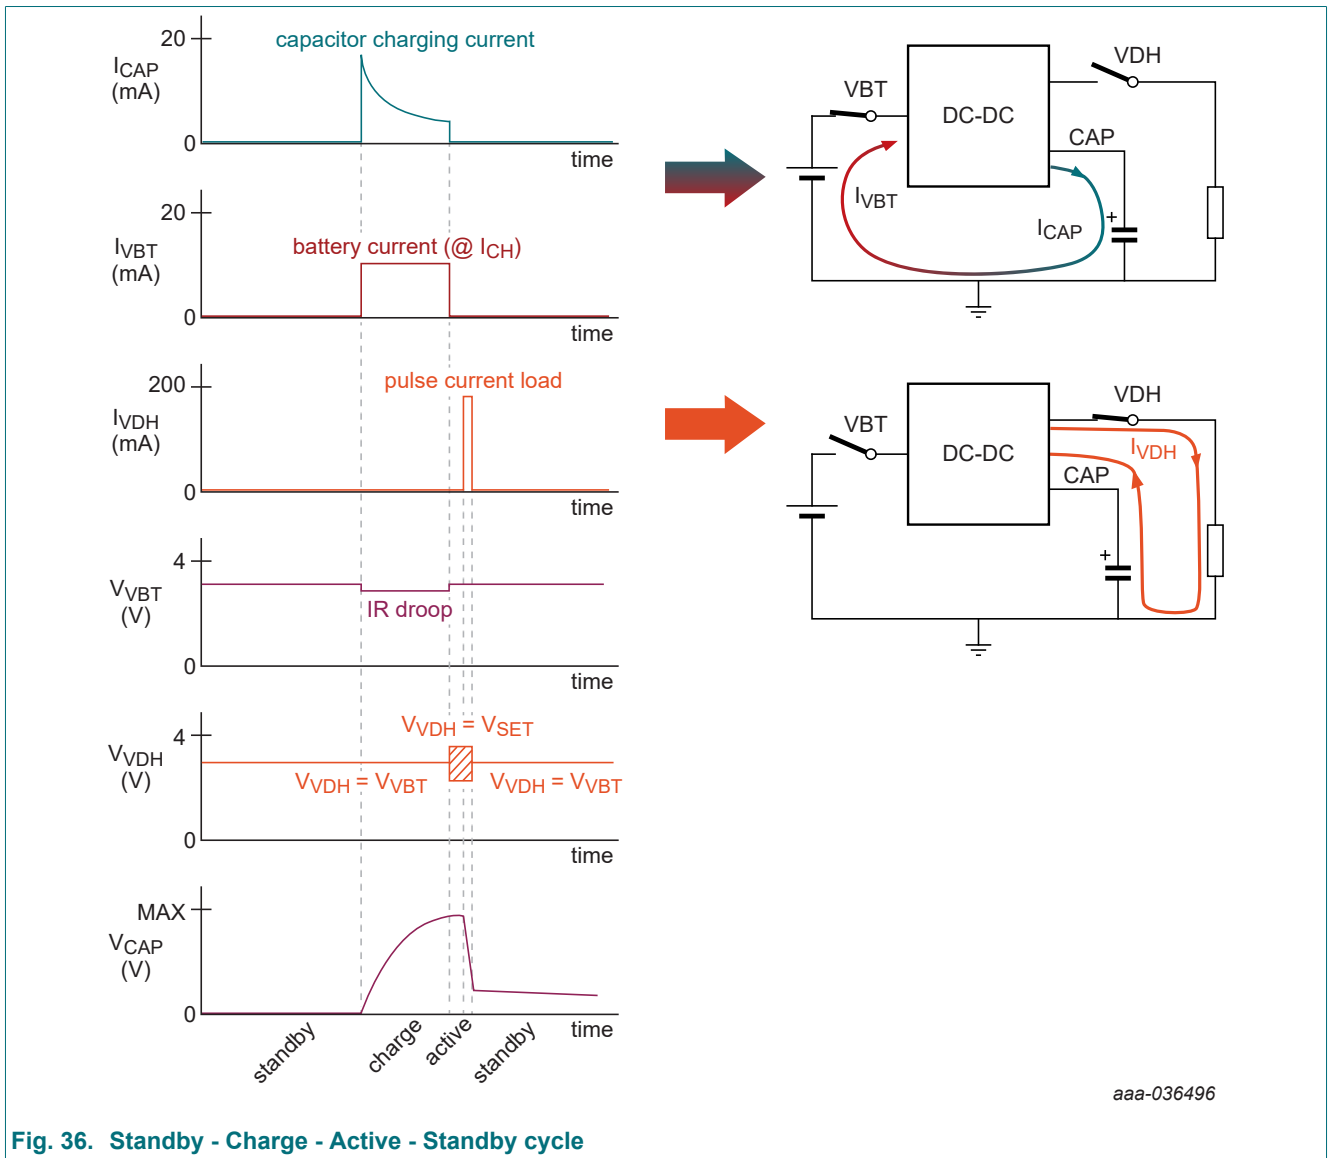 20
capacitor charging current
ICAP
(mA)
0
time
20
IVBT
(mA)
battery current (@ ICH)
0
time
200
pulse current load
IVDH
(mA)
0
time
4
VVBT
(V)
IR droop
0
time
4
VVDH
(V)
VVDH = VSET
VVDH = VVBT
VVDH = VVBT
0
time
MAX
VCAP
(V)
0
time
standby
charge
active
standby
VBT
DC-DC
VDH
CAP
IVBT
ICAP
+
VBT
DC-DC
VDH
IVDH
CAP
+
aaa-036496
Fig. 36. Standby - Charge - Active - Standby cycle